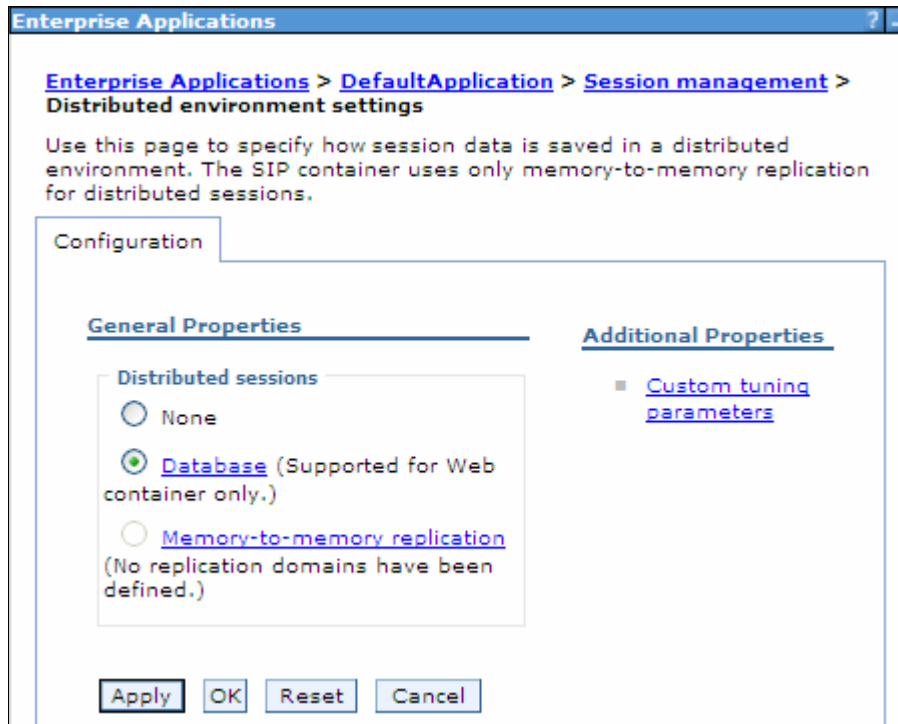 Enterprise Applications ? -
Enterprise Applications > DefaultApplication > Session management >
Distributed environment settings
Use this page to specify how session data is saved in a distributed
environment. The SIP container uses only memory-to-memory replication
for distributed sessions.
Configuration
General Properties
Distributed sessions
None
Database (Supported for Web
container only.)
Memory-to-memory replication
(No replication domains have been
defined.)
Additional Properties
Custom tuning
parameters
Apply OK Reset Cancel